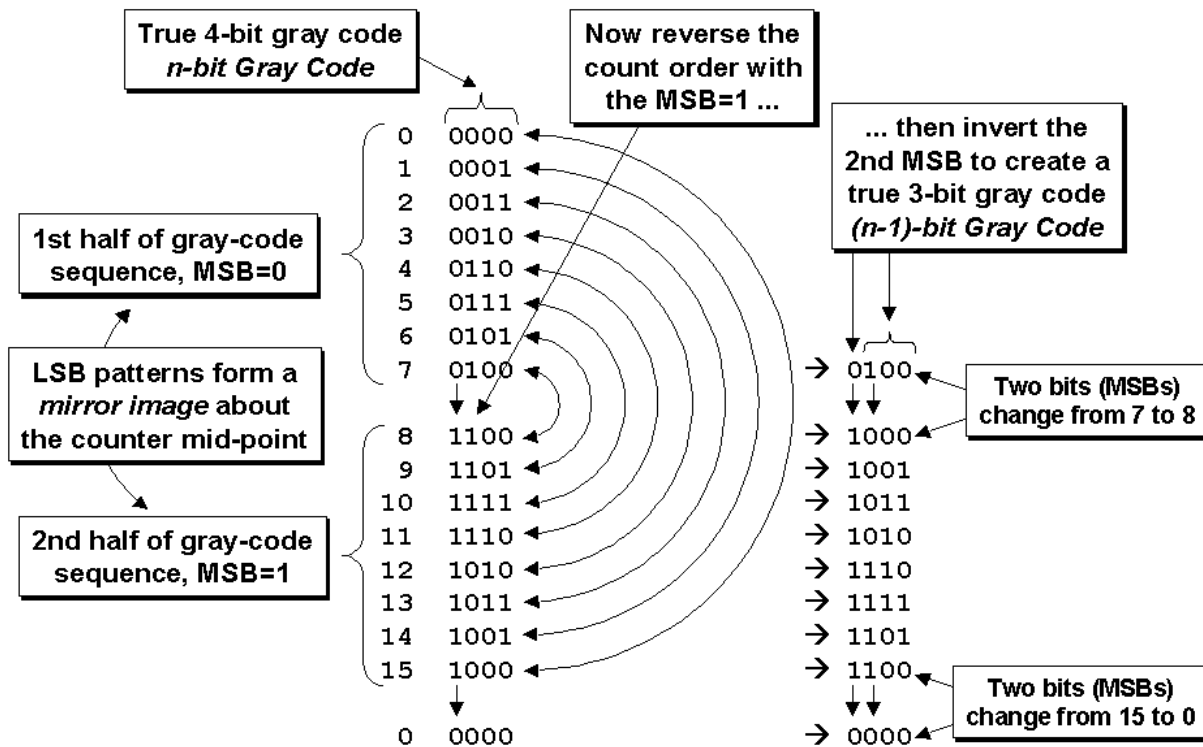 True 4-bit gray code
n-bit Gray Code
Now reverse the
count order with
the MSB=1 ...
... then invert the
2nd MSB to create a
true 3-bit gray code
(n-1)-bit Gray Code
1st half of gray-code
sequence, MSB=0
LSB patterns form a
mirror image about
the counter mid-point
2nd half of gray-code
sequence, MSB=1
0 0000
1 0001
2 0011
3 0010
4 0110
5 0111
6 0101
7 0100 → 0100
8 1100 → 1000
9 1101 → 1001
10 1111 → 1011
11 1110 → 1010
12 1010 → 1110
13 1011 → 1111
14 1001 → 1101
15 1000 → 1100
0 0000 → 0000
Two bits (MSBs)
change from 7 to 8
Two bits (MSBs)
change from 15 to 0